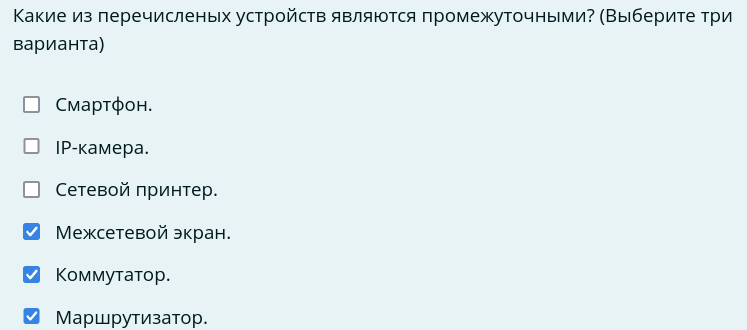 Какие из перечисленых устройств являются промежуточными? (Выберите три
варианта)
Смартфон.
IP-камера.
Сетевой принтер.
Межсетевой экран.
Коммутатор.
Маршрутизатор.